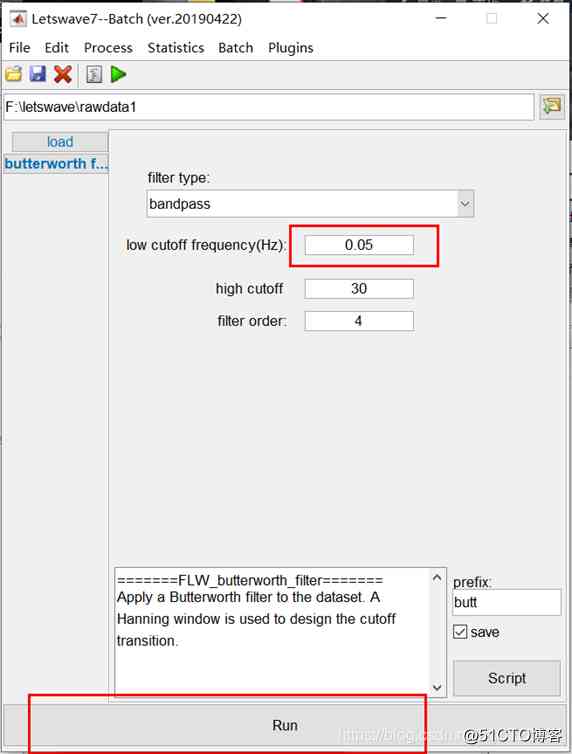 Letswave7--Batch (ver.20190422)
File Edit Process Statistics Batch Plugins
F:\letswave\rawdata1
load
butterworth f...
filter type:
bandpass
low cutoff frequency(Hz): 0.05
high cutoff 30
filter order: 4
=======FLW_butterworth_filter=======
Apply a Butterworth filter to the dataset. A
Hanning window is used to design the cutoff
transition.
prefix:
butt
save
Script
Run
https://blog.csdn.n
@51CTO博客